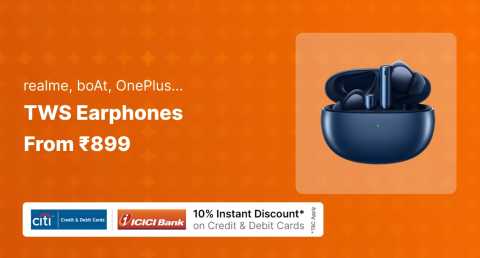 realme, boAt, OnePlus...
TWS Earphones
From ₹899
citi Credit & Debit Cards
ICICI Bank
10% Instant Discount*
on Credit & Debit Cards
*T&C Apply